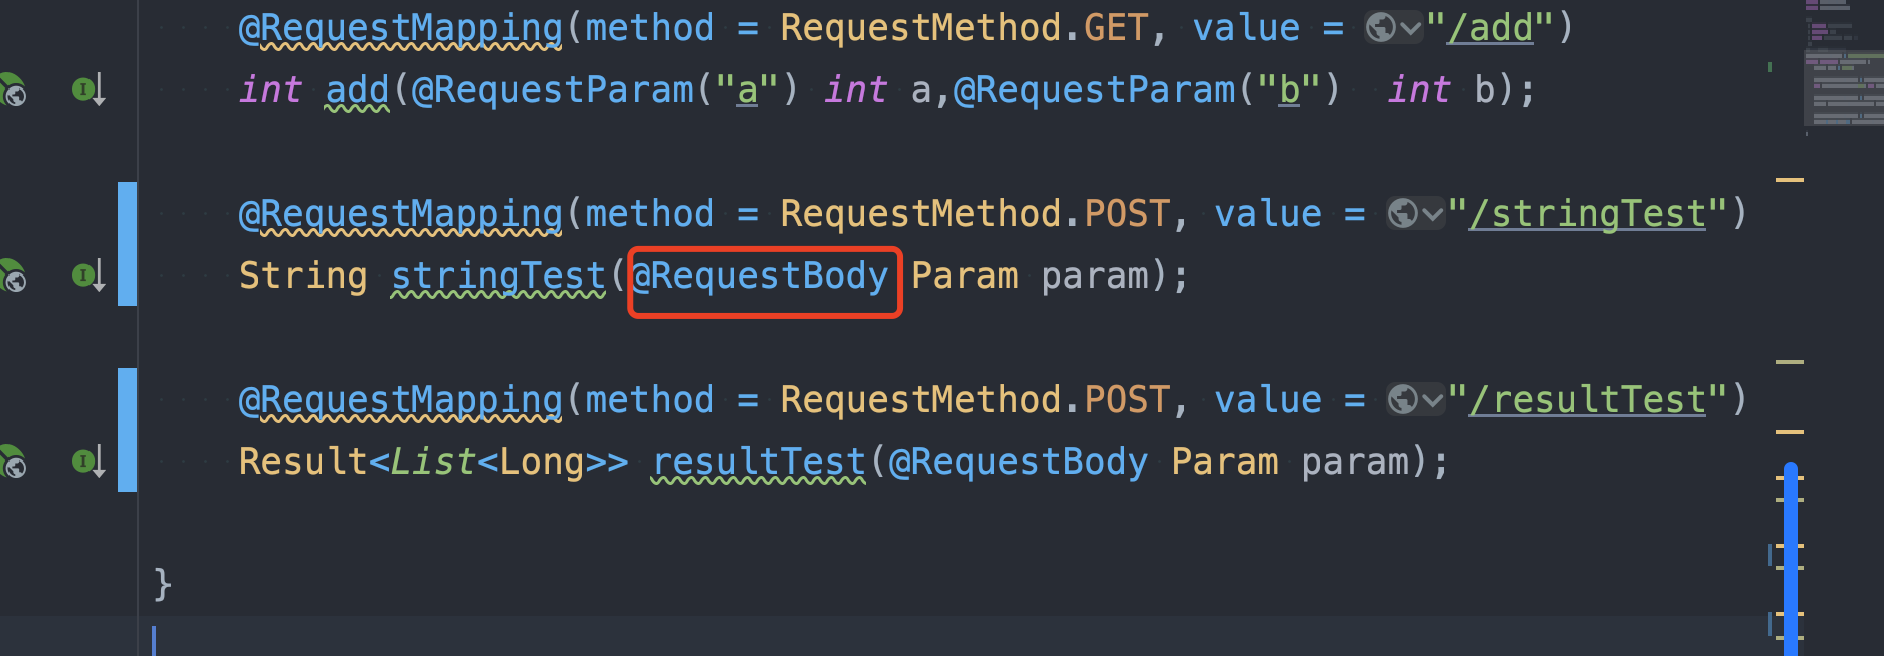 @RequestMapping(method = RequestMethod.GET, value = "/add")
int add(@RequestParam("a") int a,@RequestParam("b")  int b);
@RequestMapping(method = RequestMethod.POST, value = "/stringTest")
String stringTest(@RequestBody Param param);
@RequestMapping(method = RequestMethod.POST, value = "/resultTest")
Result<List<Long>> resultTest(@RequestBody Param param);
}